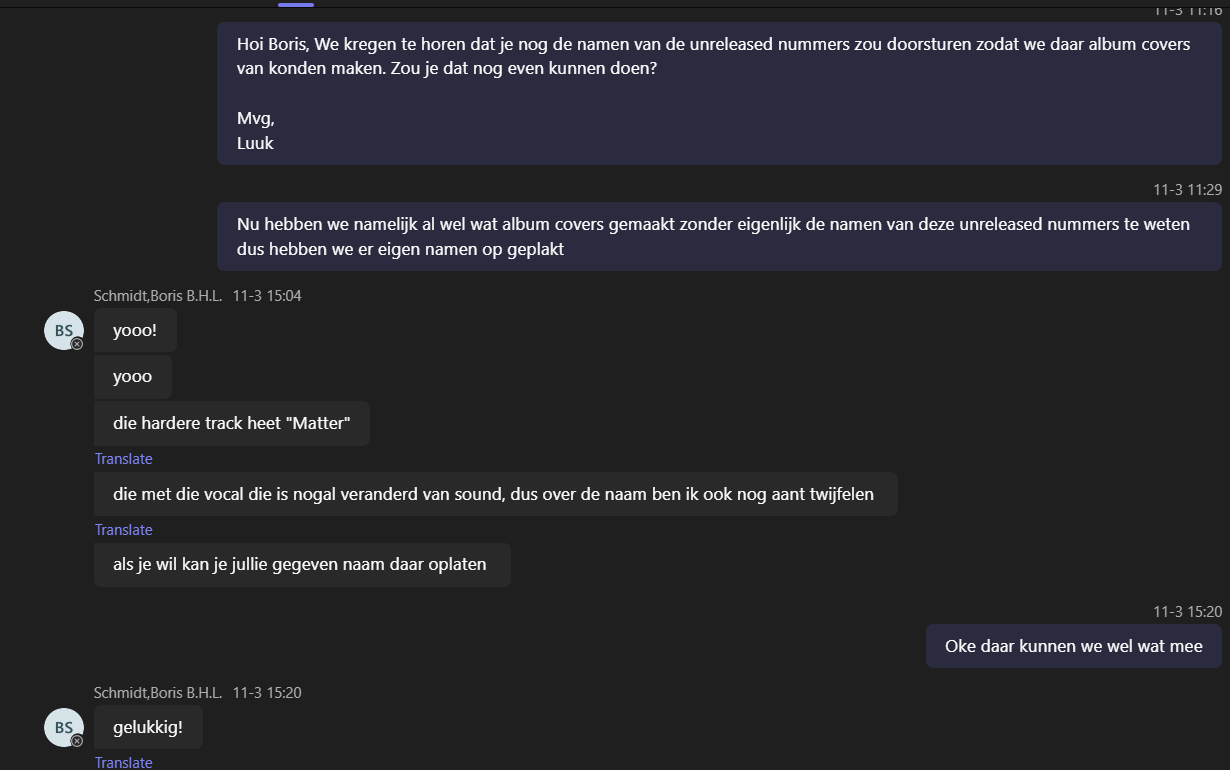 11-3 11:16
Hoi Boris, We kregen te horen dat je nog de namen van de unreleased nummers zou doorsturen zodat we daar album covers
van konden maken. Zou je dat nog even kunnen doen?
Mvg,
Luuk
11-3 11:29
Nu hebben we namelijk al wel wat album covers gemaakt zonder eigenlijk de namen van deze unreleased nummers te weten
dus hebben we er eigen namen op geplakt
Schmidt,Boris B.H.L. 11-3 15:04
BS
yooo!
yooo
die hardere track heet "Matter"
Translate
die met die vocal die is nogal veranderd van sound, dus over de naam ben ik ook nog aant twijfelen
Translate
als je wil kan je jullie gegeven naam daar oplaten
11-3 15:20
Oke daar kunnen we wel wat mee
Schmidt,Boris B.H.L. 11-3 15:20
BS
gelukkig!
Translate